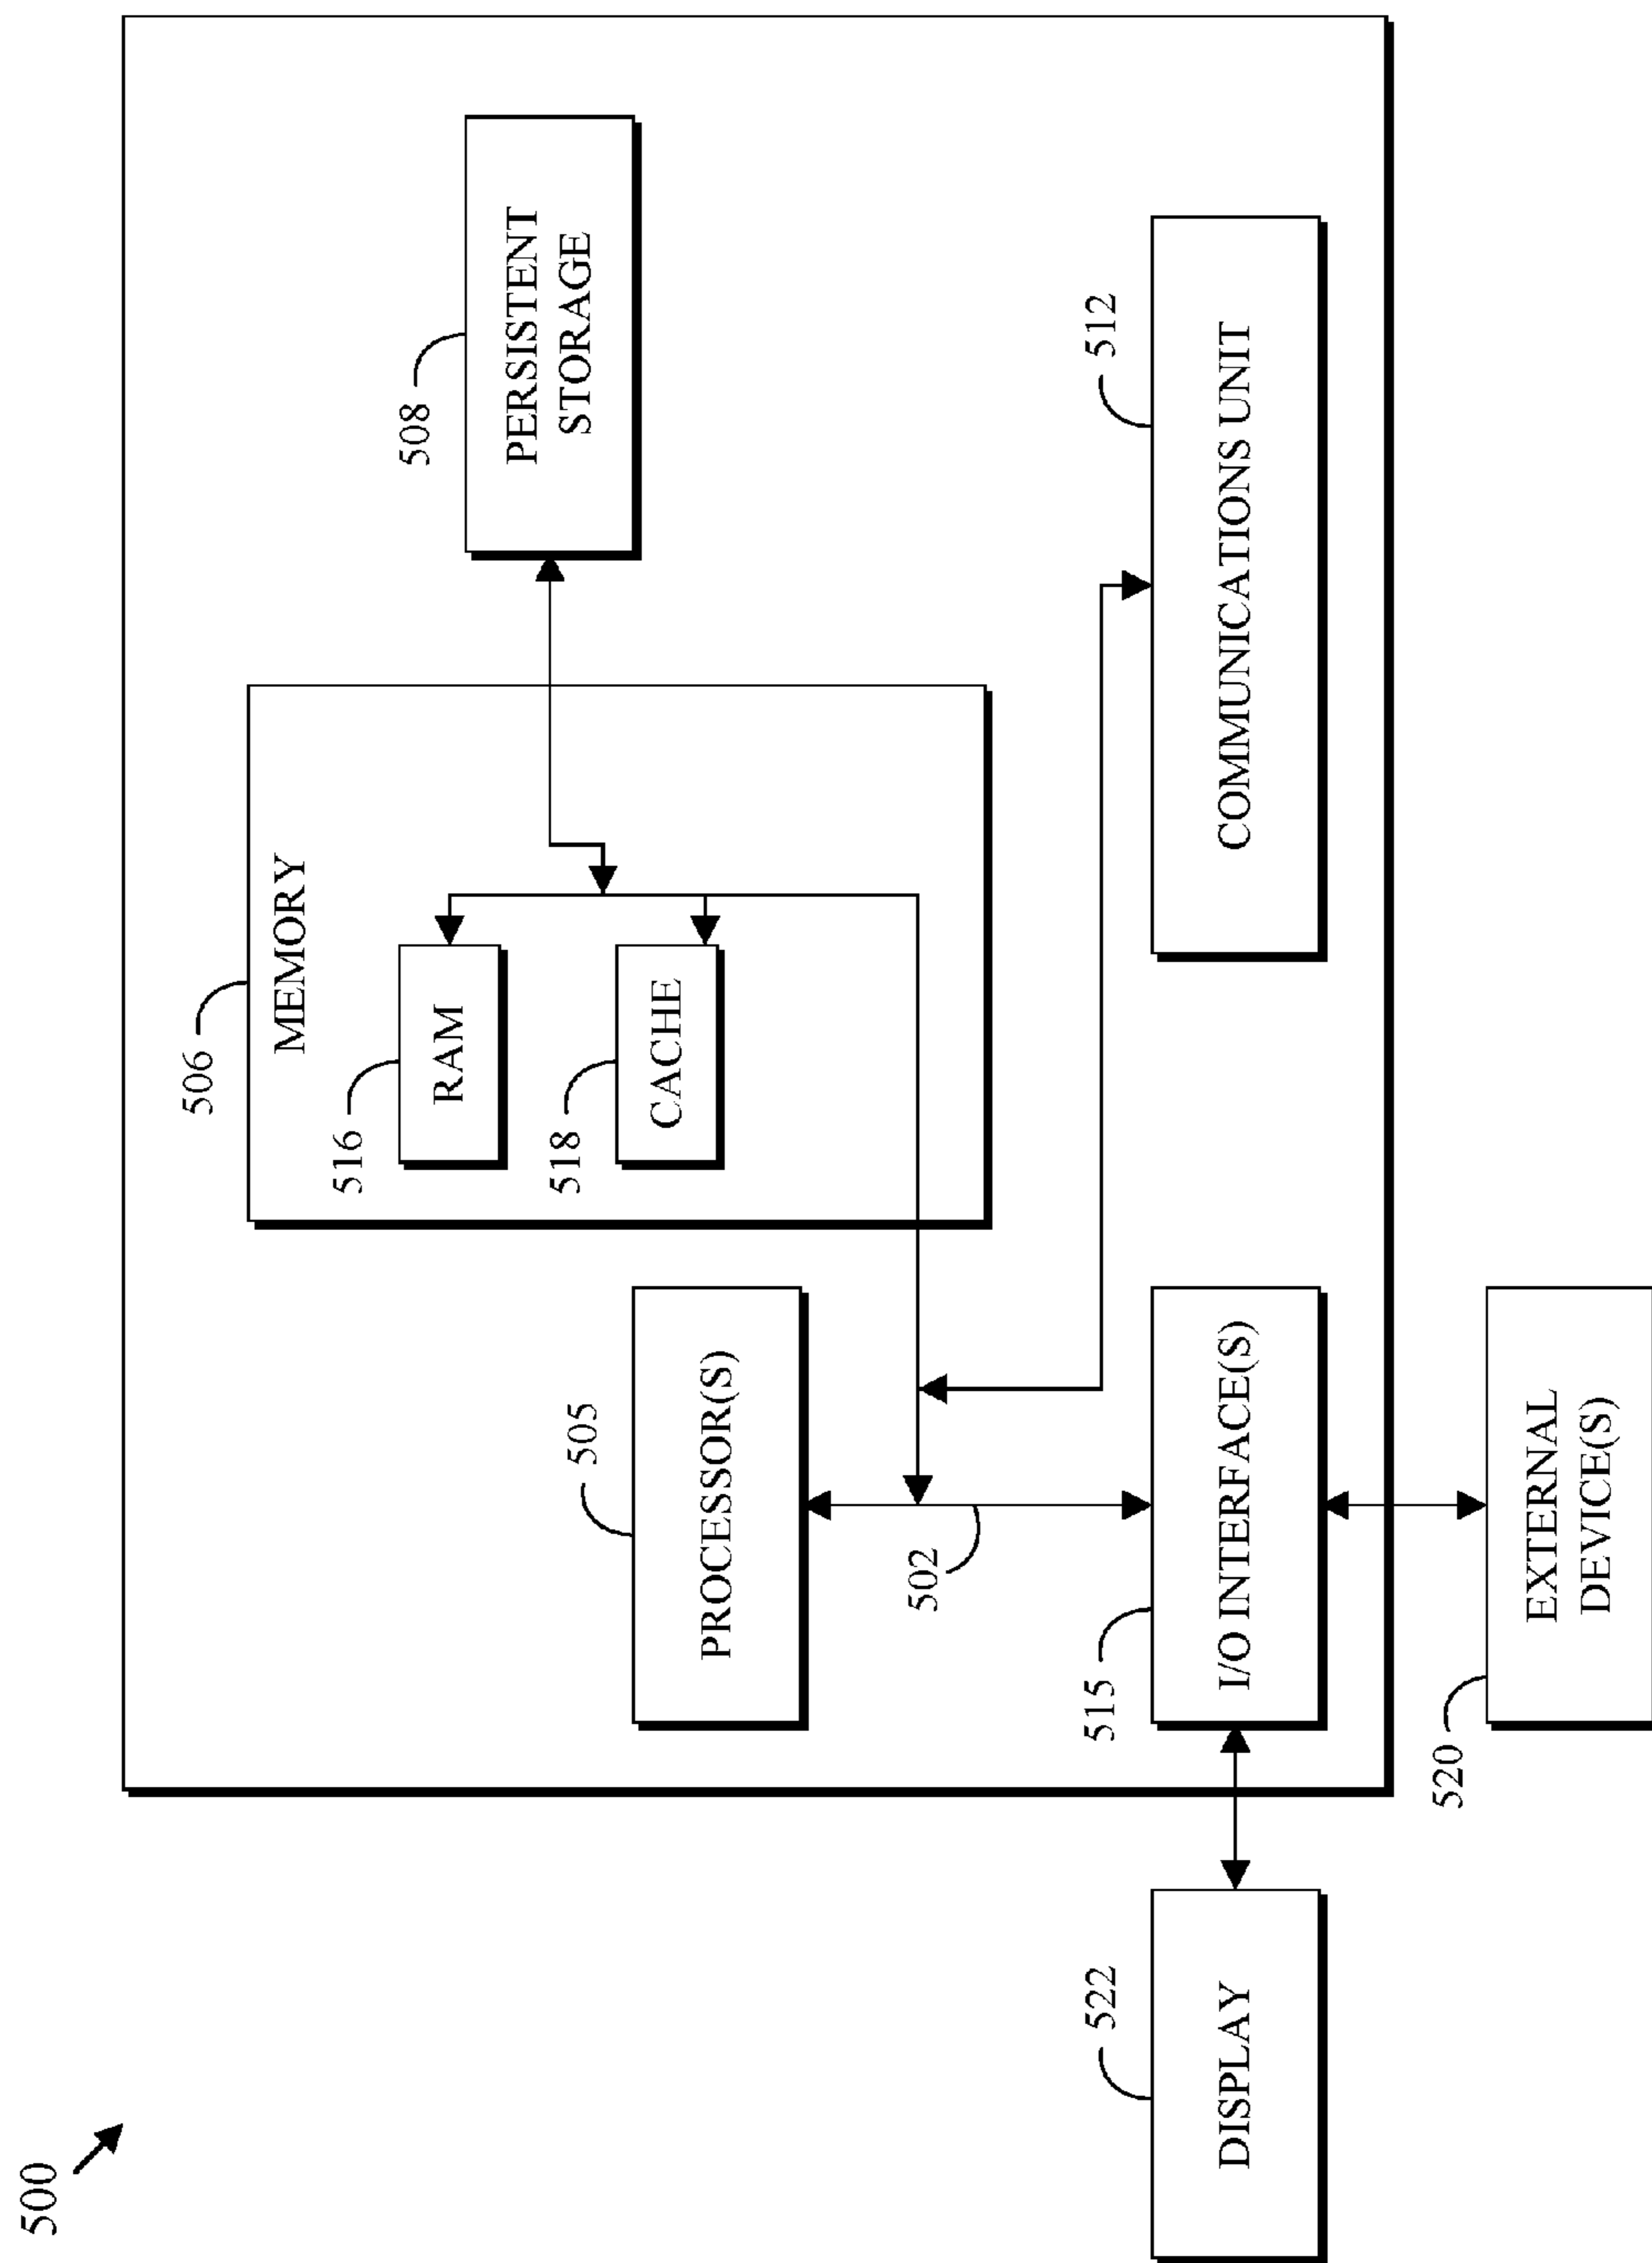 500
506
MEMORY
516
RAM
508
PERSISTENT
STORAGE
518
CACHE
505
PROCESSOR(S)
502
522
DISPLAY
515
I/O INTERFACE(S)
512
COMMUNICATIONS UNIT
520
EXTERNAL
DEVICE(S)